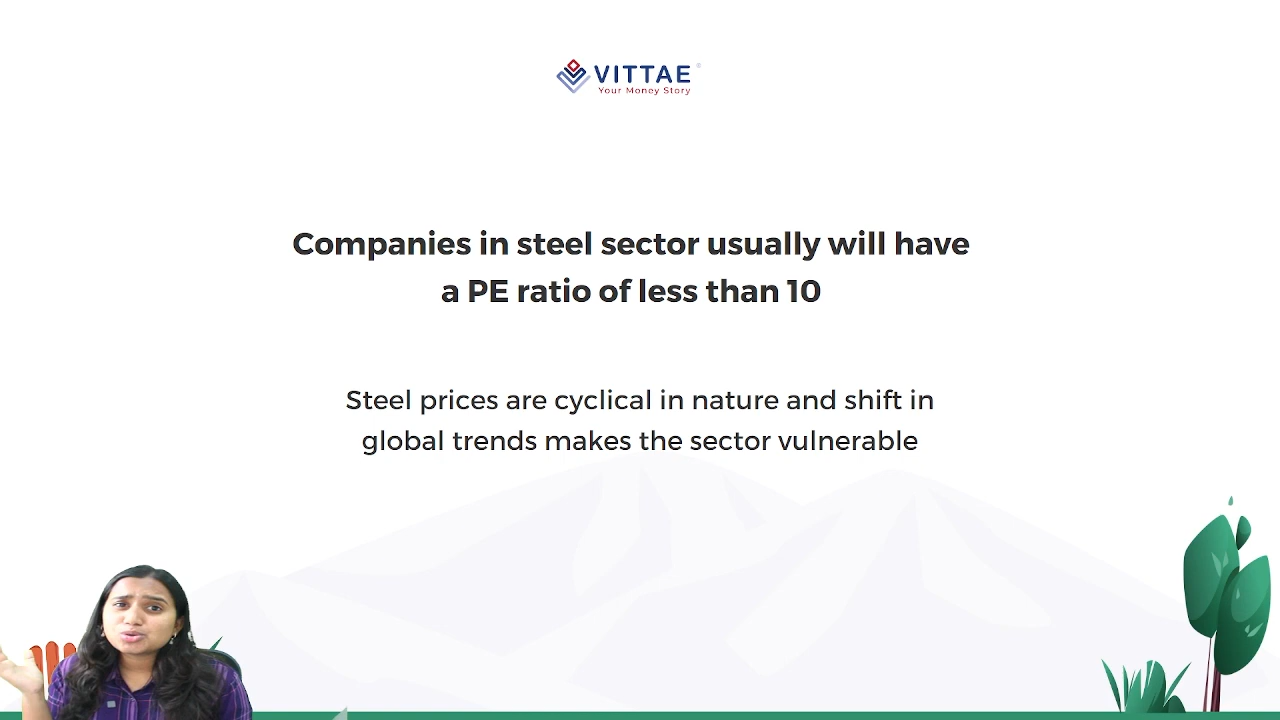 VITTAE
Your Money Story
Companies in steel sector usually will have
a PE ratio of less than 10
Steel prices are cyclical in nature and shift in
global trends makes the sector vulnerable